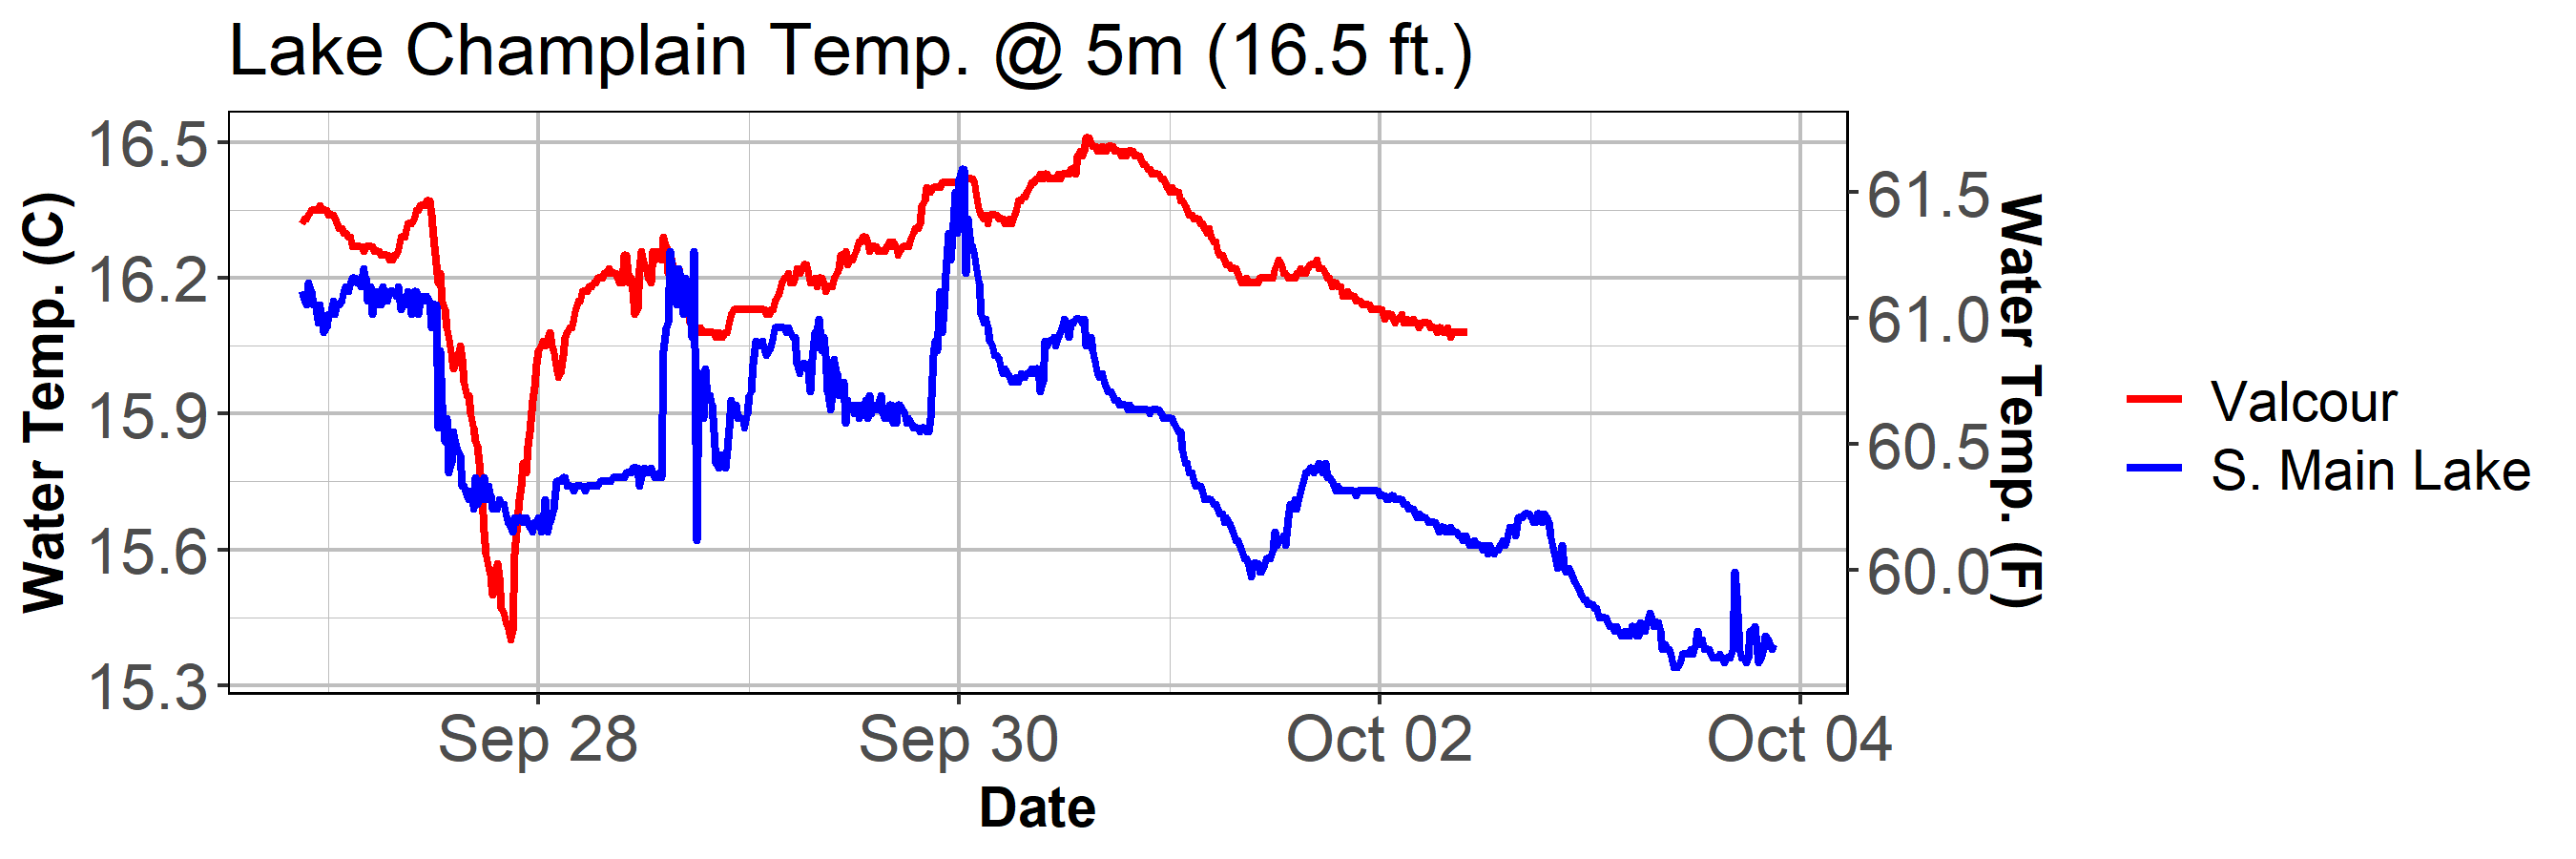 Lake Champlain Temp. @ 5m (16.5 ft.)
Water Temp. (C)
16.5
16.2
15.9
15.6
15.3
61.5
61.0
60.5
60.0
Water Temp. (F)
Valcour
S. Main Lake
Sep 28
Sep 30
Oct 02
Oct 04
Date